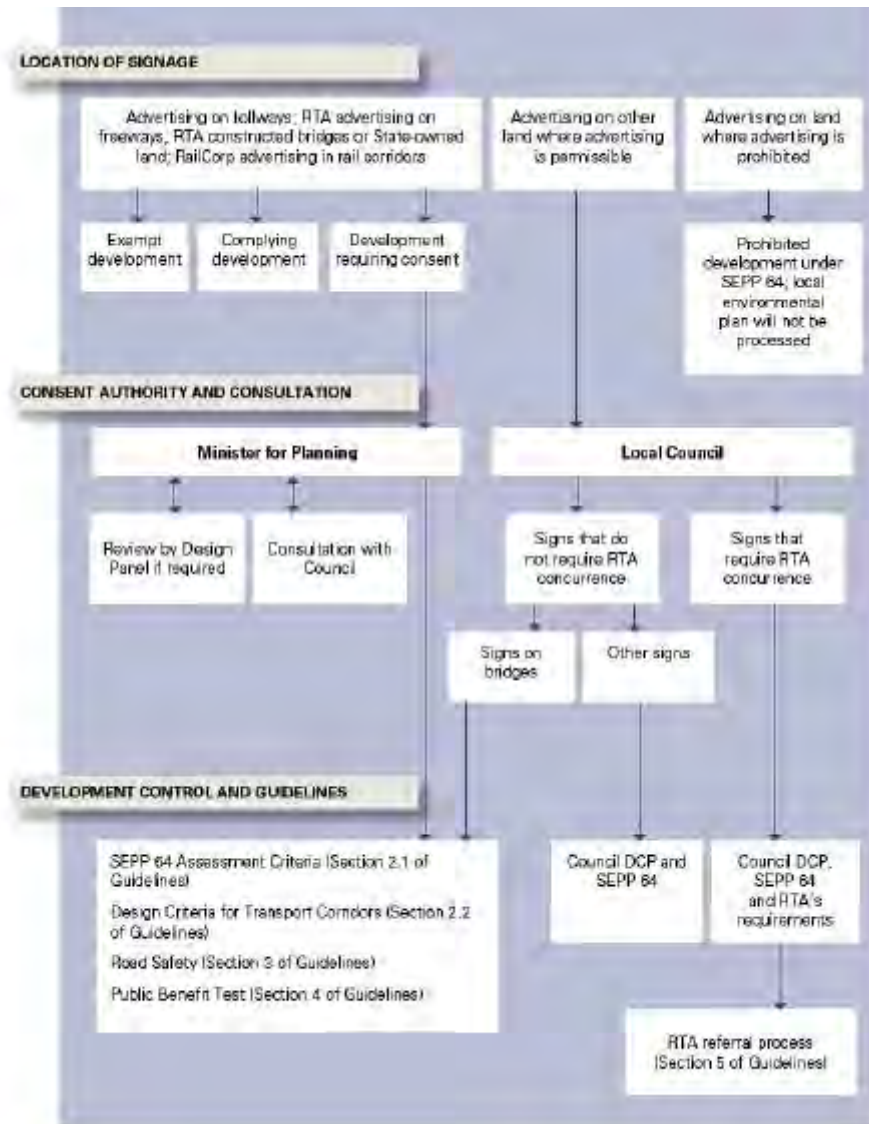 LOCATION OF SIGNAGE
Advertising on tollways; RTA advertising on
freeways, RTA constructed bridges or State-owned
land; RailCorp advertising in rail corridors
Advertising on other
land where advertising
is permissible
Advertising on land
where advertising is
prohibited
Exempt
development
Complying
development
Development
requiring consent
Prohibited
development under
SEPP 64; local
environmental
plan will not be
processed
CONSENT AUTHORITY AND CONSULTATION
Minister for Planning
Local Council
Review by Design
Panel if required
Consultation with
Council
Signs that do
not require RTA
concurrence
Signs that
require RTA
concurrence
Signs on
bridges
Other signs
DEVELOPMENT CONTROL AND GUIDELINES
SEPP 64 Assessment Criteria (Section 2.1 of
Guidelines)
Design Criteria for Transport Corridors (Section 2.2
of Guidelines)
Road Safety (Section 3 of Guidelines)
Public Benefit Test (Section 4 of Guidelines)
Council DCP and
SEPP 64
Council DCP,
SEPP 64
and RTA's
requirements
RTA referral process
(Section 5 of Guidelines)